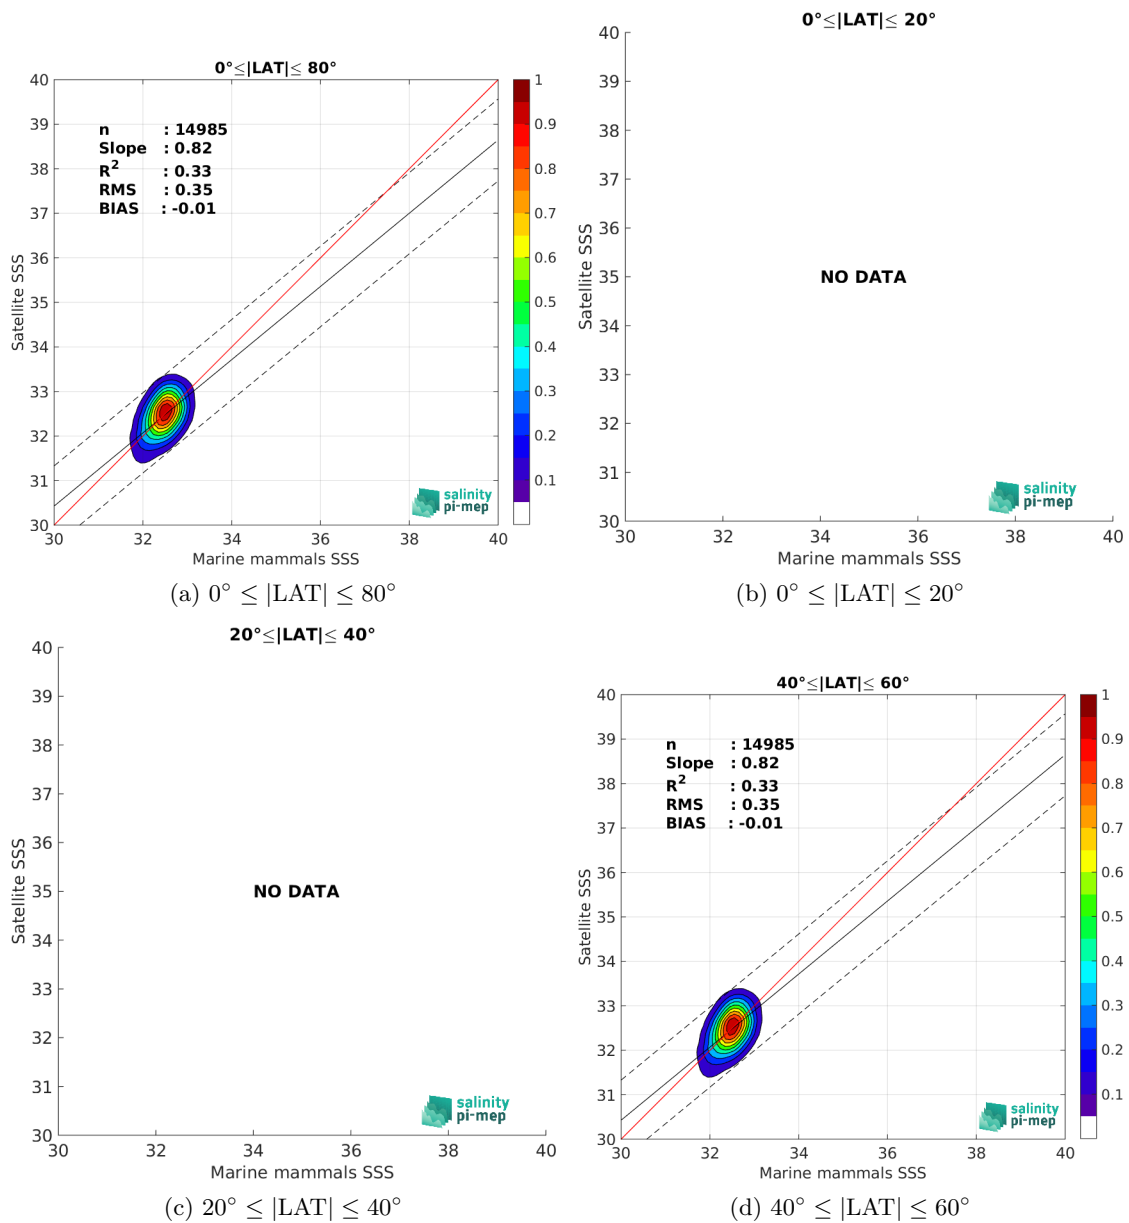 0°≤|LAT|≤ 80°
40
39
38
37
36
35
34
33
32
31
30
n : 14985
Slope : 0.82
R2 : 0.33
RMS : 0.35
BIAS : -0.01
1
0.9
0.8
0.7
0.6
0.5
0.4
0.3
0.2
0.1
Satellite SSS
salinity
pi-mep
30 32 34 36 38 40
Marine mammals SSS
(a) 0° ≤ |LAT| ≤ 80°
0°≤|LAT|≤ 20°
40
39
38
37
36
35
34
33
32
31
30
Satellite SSS
NO DATA
salinity
pi-mep
30 32 34 36 38 40
Marine mammals SSS
(b) 0° ≤ |LAT| ≤ 20°
20°≤|LAT|≤ 40°
40
39
38
37
36
35
34
33
32
31
30
Satellite SSS
NO DATA
salinity
pi-mep
30 32 34 36 38 40
Marine mammals SSS
(c) 20° ≤ |LAT| ≤ 40°
40°≤|LAT|≤ 60°
40
39
38
37
36
35
34
33
32
31
30
n : 14985
Slope : 0.82
R2 : 0.33
RMS : 0.35
BIAS : -0.01
1
0.9
0.8
0.7
0.6
0.5
0.4
0.3
0.2
0.1
Satellite SSS
salinity
pi-mep
30 32 34 36 38 40
Marine mammals SSS
(d) 40° ≤ |LAT| ≤ 60°